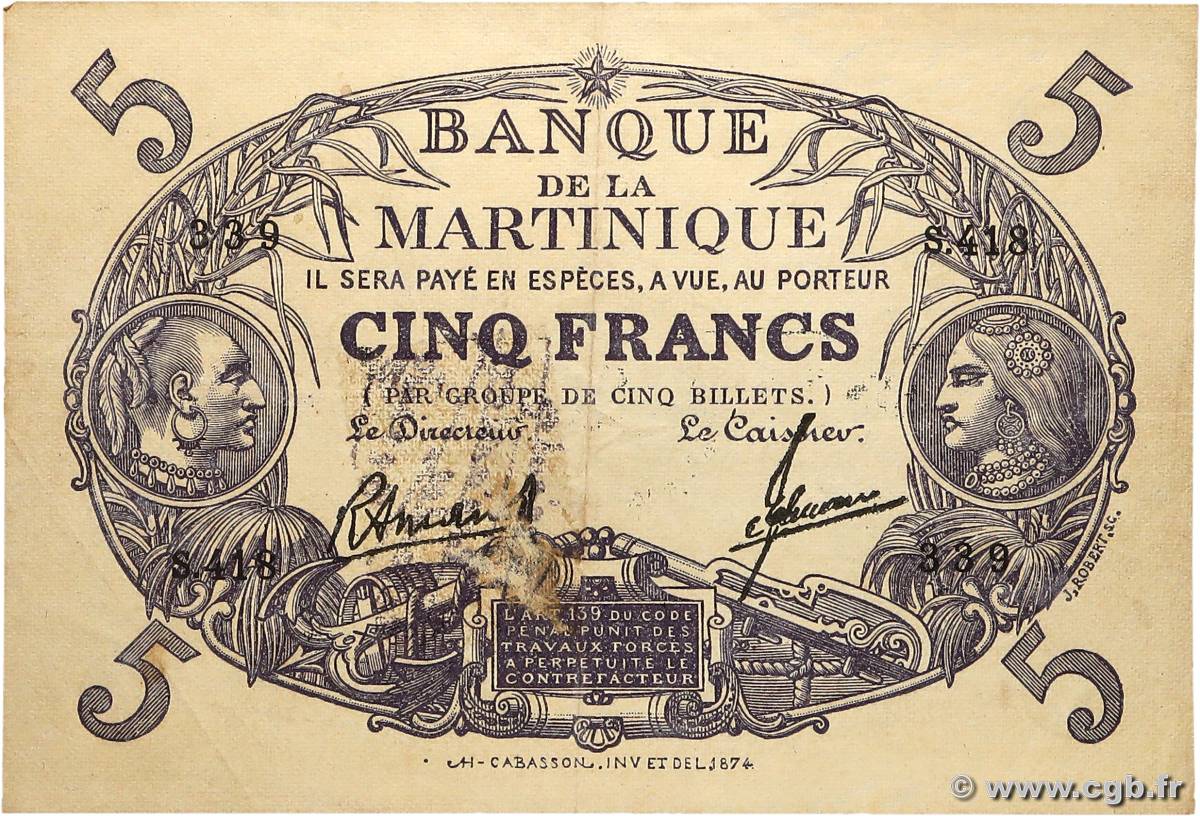 5 5
BANQUE
DE LA
MARTINIQUE
339 S.418
IL SERA PAYÉ EN ESPÈCES, A VUE, AU PORTEUR
CINQ FRANCS
(PAR GROUPE DE CINQ BILLETS.)
Le Directeur. Le Caissier.
S.418 339
J. ROBERT. SC.
L'ART. 139 DU CODE
PÉNAL PUNIT DES
TRAVAUX FORCÉS
A PERPÉTUITÉ LE
CONTREFACTEUR
5 5
H-CABASSON. INV ET DEL. 1874
© www.cgb.fr